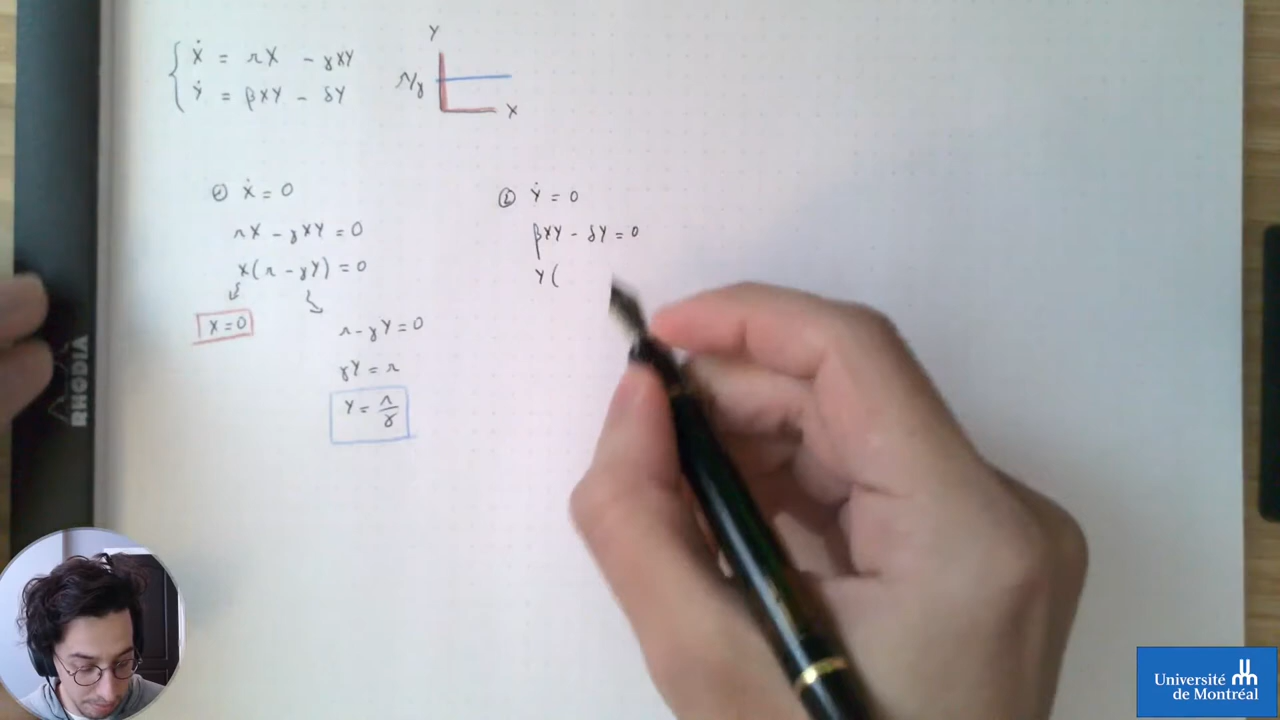 Ẋ = rX - γXY
Ẏ = βXY - δY
Y
r/γ
X
① Ẋ = 0
rX - γXY = 0
X(r - γY) = 0
X = 0
r - γY = 0
γY = r
Y = r/γ
② Ẏ = 0
βXY - δY = 0
Y(
RHODIA
Université
de Montréal